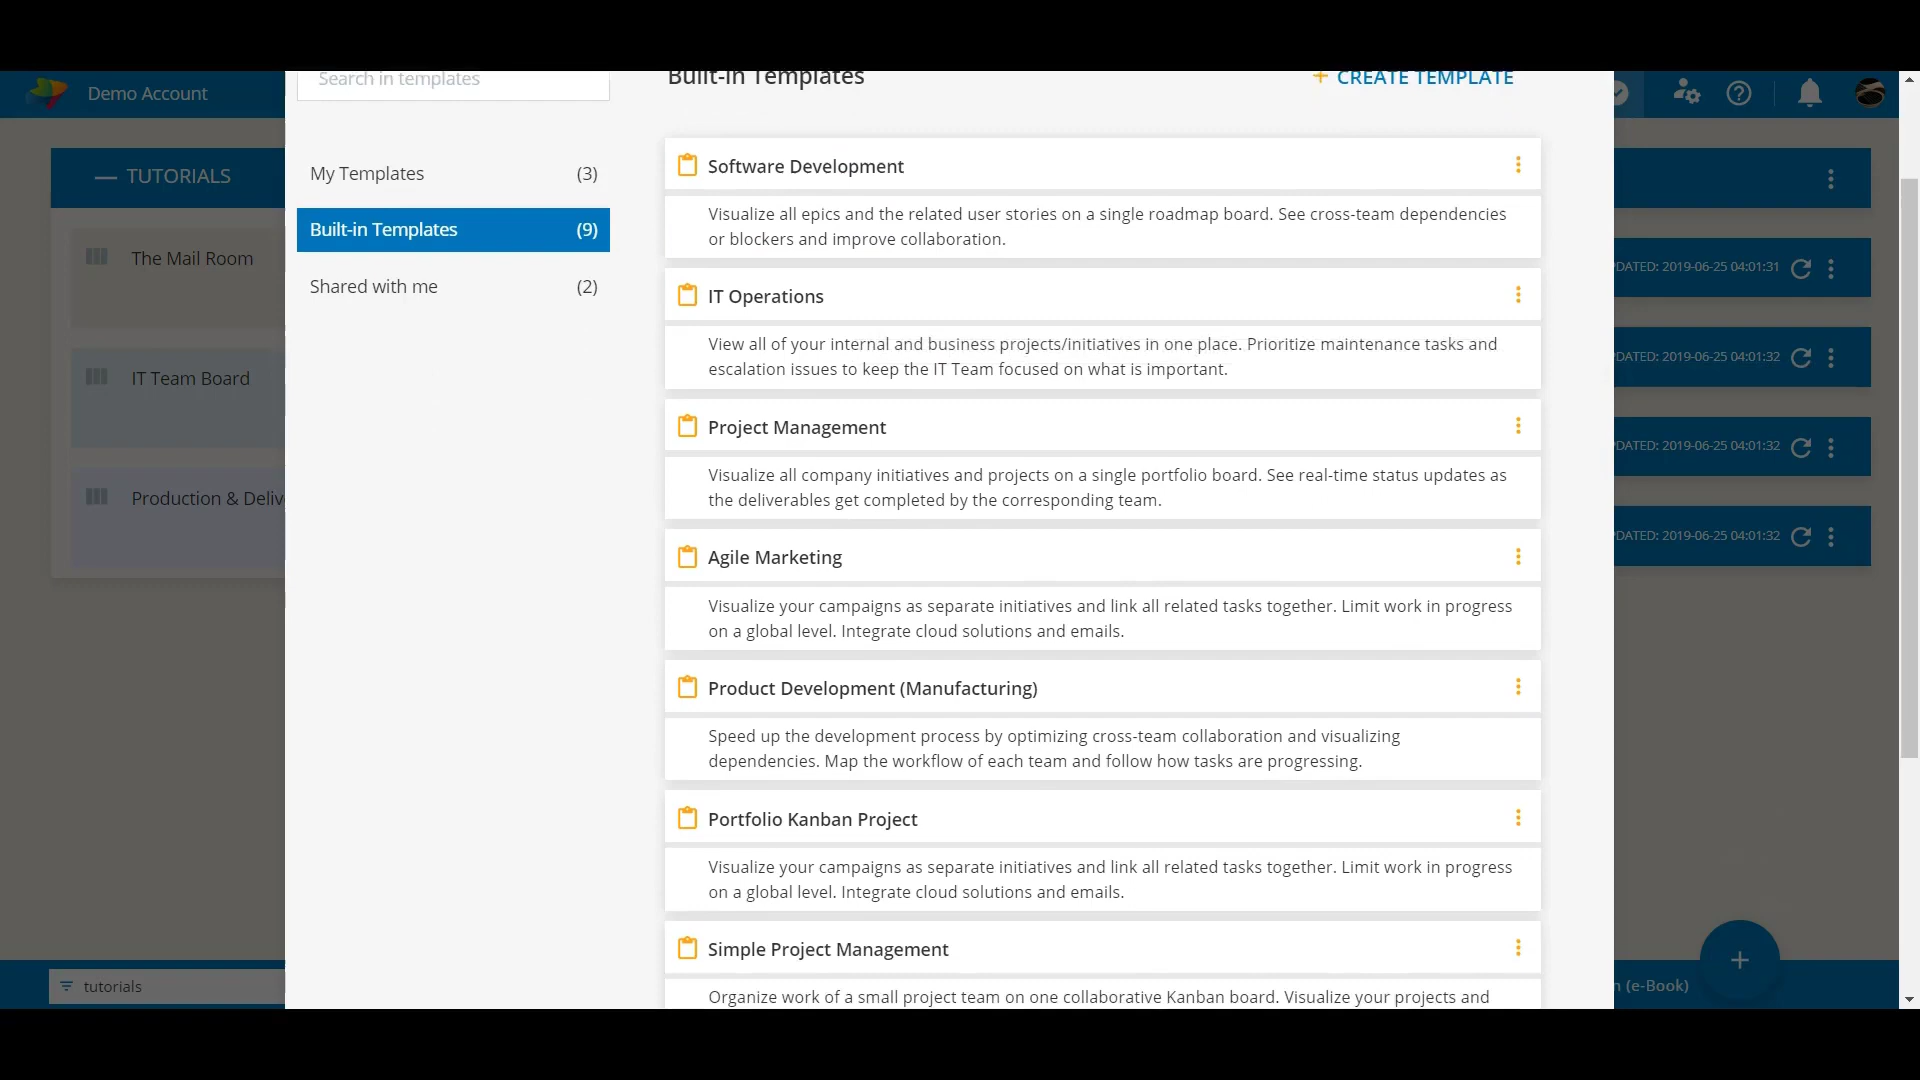 Demo Account
TUTORIALS
The Mail Room
IT Team Board
Production & Deliv
tutorials
Search in templates
My Templates (3)
Built-in Templates (9)
Shared with me (2)
Built-in Templates
+ CREATE TEMPLATE
Software Development
Visualize all epics and the related user stories on a single roadmap board. See cross-team dependencies
or blockers and improve collaboration.
IT Operations
View all of your internal and business projects/initiatives in one place. Prioritize maintenance tasks and
escalation issues to keep the IT Team focused on what is important.
Project Management
Visualize all company initiatives and projects on a single portfolio board. See real-time status updates as
the deliverables get completed by the corresponding team.
Agile Marketing
Visualize your campaigns as separate initiatives and link all related tasks together. Limit work in progress
on a global level. Integrate cloud solutions and emails.
Product Development (Manufacturing)
Speed up the development process by optimizing cross-team collaboration and visualizing
dependencies. Map the workflow of each team and follow how tasks are progressing.
Portfolio Kanban Project
Visualize your campaigns as separate initiatives and link all related tasks together. Limit work in progress
on a global level. Integrate cloud solutions and emails.
Simple Project Management
Organize work of a small project team on one collaborative Kanban board. Visualize your projects and
PDATED: 2019-06-25 04:01:31
PDATED: 2019-06-25 04:01:32
PDATED: 2019-06-25 04:01:32
PDATED: 2019-06-25 04:01:32
n (e-Book)